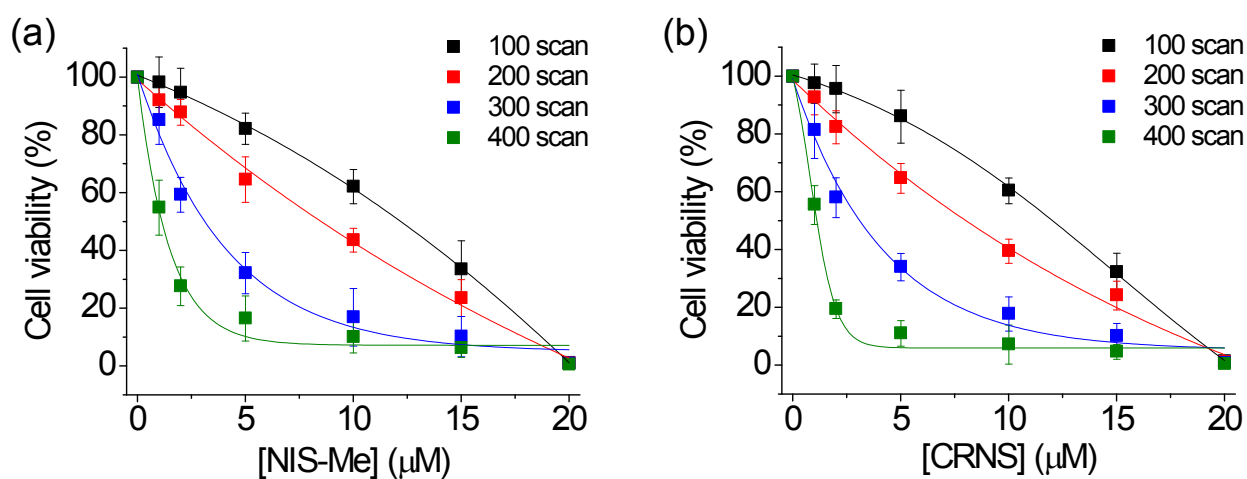 (a)
100 scan
200 scan
300 scan
400 scan
Cell viability (%)
100
80
60
40
20
0
0 5 10 15 20
[NIS-Me] (μM)
(b)
100 scan
200 scan
300 scan
400 scan
Cell viability (%)
100
80
60
40
20
0
0 5 10 15 20
[CRNS] (μM)